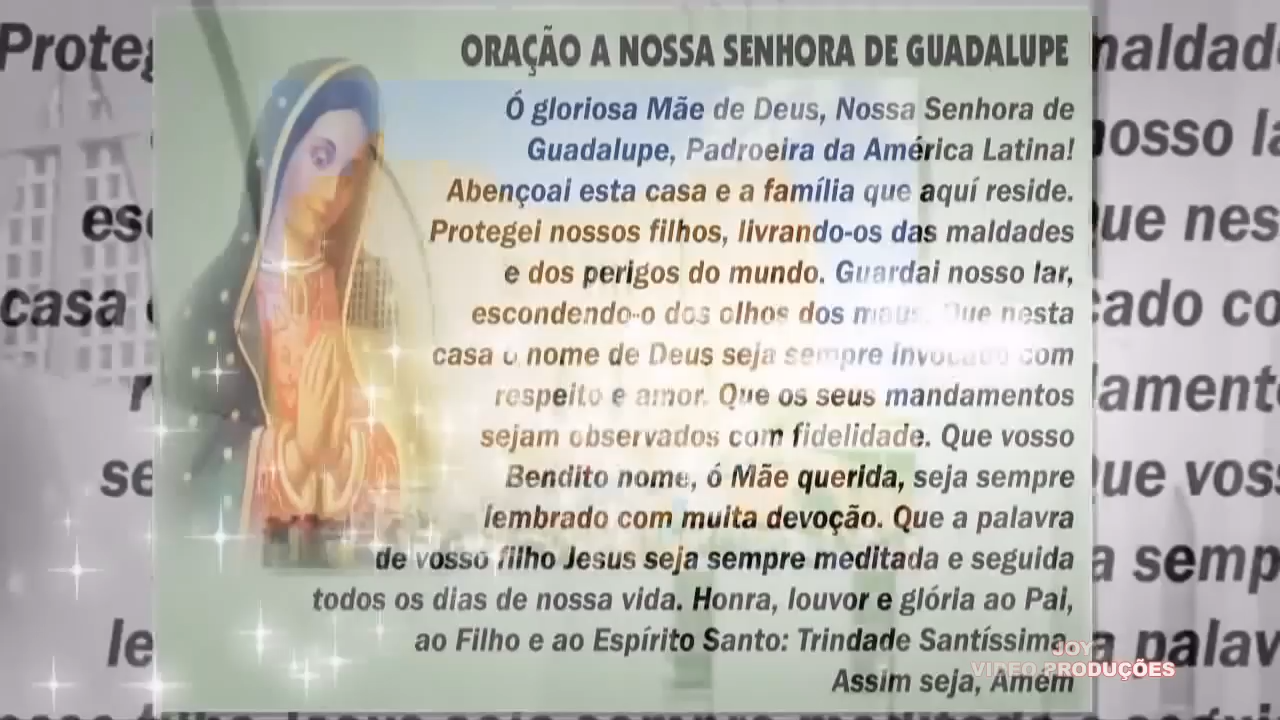 ORAÇÃO A NOSSA SENHORA DE GUADALUPE
Ó gloriosa Mãe de Deus, Nossa Senhora de
Guadalupe, Padroeira da América Latina!
Abençoai esta casa e a família que aquí reside.
Protegei nossos filhos, livrando-os das maldades
e dos perigos do mundo. Guardai nosso lar,
escondendo-o dos olhos dos maus. Que nesta
casa o nome de Deus seja sempre invocado com
respeito e amor. Que os seus mandamentos
sejam observados com fidelidade. Que vosso
Bendito nome, ó Mãe querida, seja sempre
lembrado com muita devoção. Que a palavra
de vosso filho Jesus seja sempre meditada e seguida
todos os dias de nossa vida. Honra, louvor e glória ao Pai,
ao Filho e ao Espírito Santo: Trindade Santíssima.
Assim seja, Amém
JOY
VIDEO PRODUÇÕES